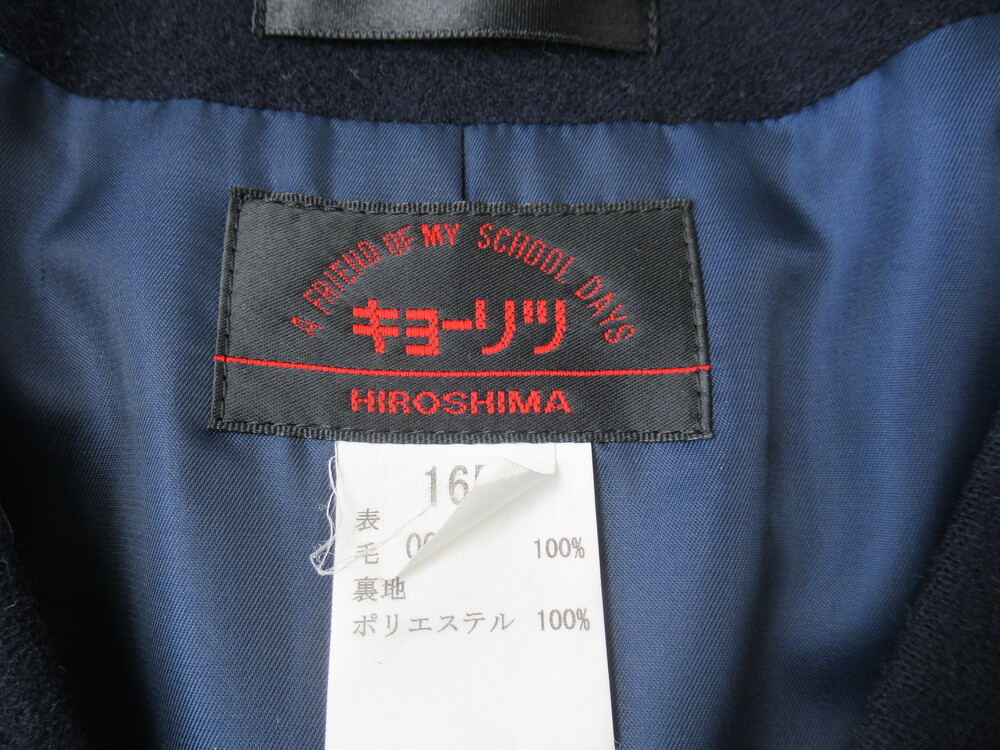 A FRIEND OF MY SCHOOL DAYS
キョーリツ
HIROSHIMA
表
毛 100%
裏地
ポリエステル 100%